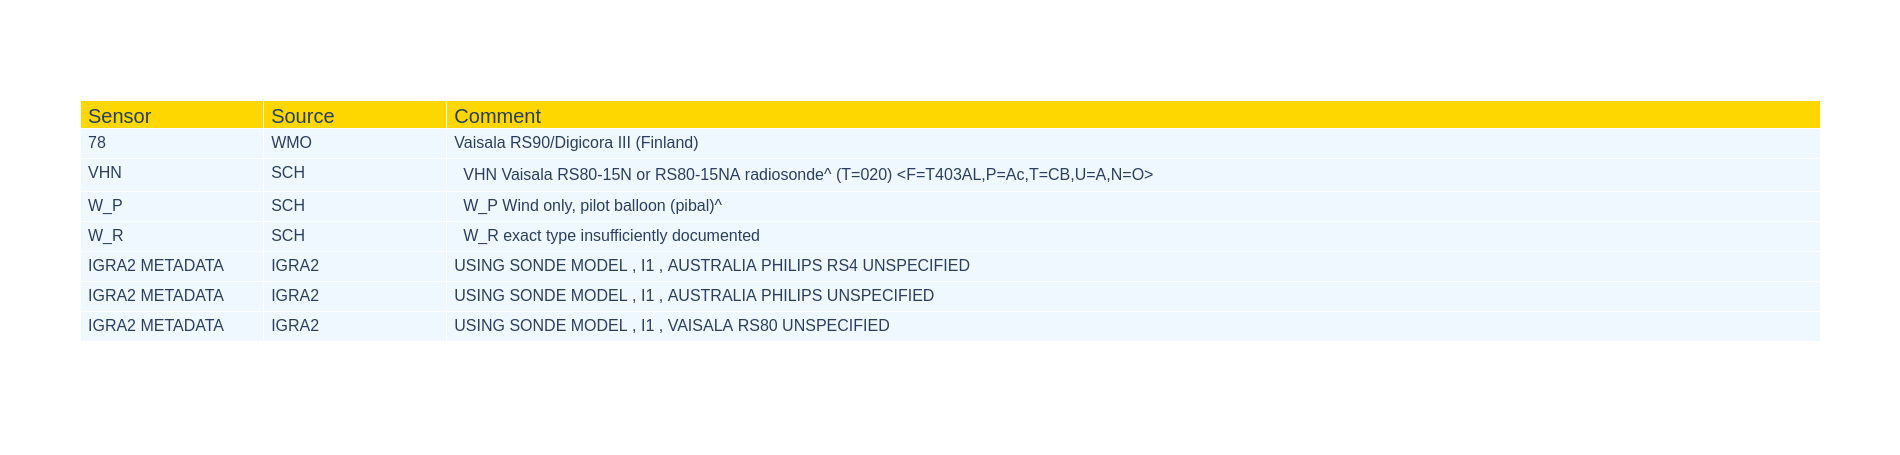 Sensor Source Comment
78 WMO Vaisala RS90/Digicora III (Finland)
VHN SCH VHN Vaisala RS80-15N or RS80-15NA radiosonde^ (T=020) <F=T403AL,P=Ac,T=CB,U=A,N=O>
W_P SCH W_P Wind only, pilot balloon (pibal)^
W_R SCH W_R exact type insufficiently documented
IGRA2 METADATA IGRA2 USING SONDE MODEL , I1 , AUSTRALIA PHILIPS RS4 UNSPECIFIED
IGRA2 METADATA IGRA2 USING SONDE MODEL , I1 , AUSTRALIA PHILIPS UNSPECIFIED
IGRA2 METADATA IGRA2 USING SONDE MODEL , I1 , VAISALA RS80 UNSPECIFIED